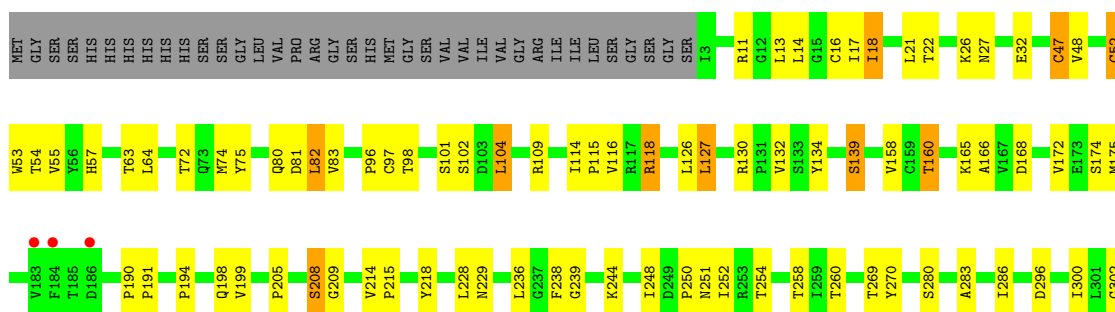 MET GLY SER SER HIS HIS HIS HIS HIS HIS SER SER GLY LEU VAL PRO ARG GLY SER HIS MET GLY SER VAL VAL ILE VAL GLY ARG ILE ILE LEU SER GLY SER GLY SER I3 R11 G12 L13 L14 G15 C16 I17 I18 L21 T22 K26 N27 E32 C47 V48 G52
W53 T54 V55 Y56 H57 T63 L64 T72 Q73 M74 Y75 Q80 D81 L82 V83 P96 C97 T98 S101 S102 D103 L104 R109 I114 P115 V116 R117 R118 L126 L127 R130 P131 V132 S133 Y134 S139 V158 C159 T160 K165 A166 V167 D168 V172 E173 S174 M175
V183 F184 T185 D186 P190 P191 P194 Q198 V199 P205 S208 G209 V214 P215 Y218 L228 N229 L236 G237 F238 G239 K244 I248 D249 P250 N251 I252 R253 T254 T258 I259 T260 T269 Y270 S280 A283 I286 D296 I300 L301 G302